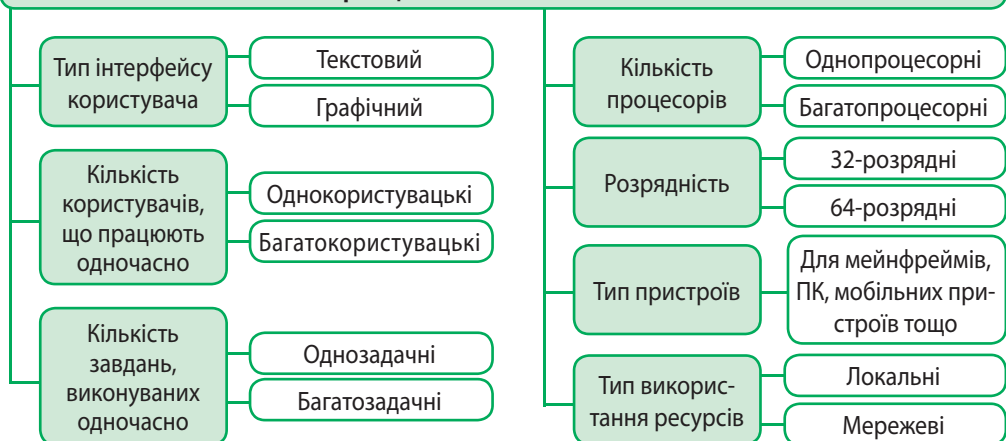 Тип інтерфейсу
користувача
Текстовий
Графічний
Кількість
користувачів,
що працюють
одночасно
Однокористувацькі
Багатокористувацькі
Кількість
завдань,
виконуваних
одночасно
Однозадачні
Багатозадачні
Кількість
процесорів
Однопроцесорні
Багатопроцесорні
Розрядність
32-розрядні
64-розрядні
Тип пристроїв
Для мейнфреймів,
ПК, мобільних при-
строїв тощо
Тип викорис-
тання ресурсів
Локальні
Мережеві